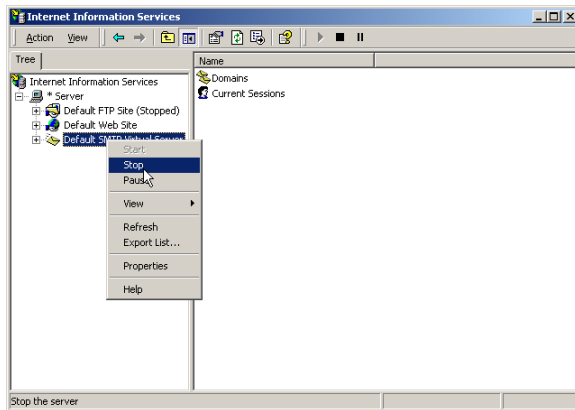 Internet Information Services
Action View
Tree
Name
Internet Information Services
* Server
Default FTP Site (Stopped)
Default Web Site
Default SMTP Virtual Server
Domains
Current Sessions
Start
Stop
Pause
View
Refresh
Export List...
Properties
Help
Stop the server